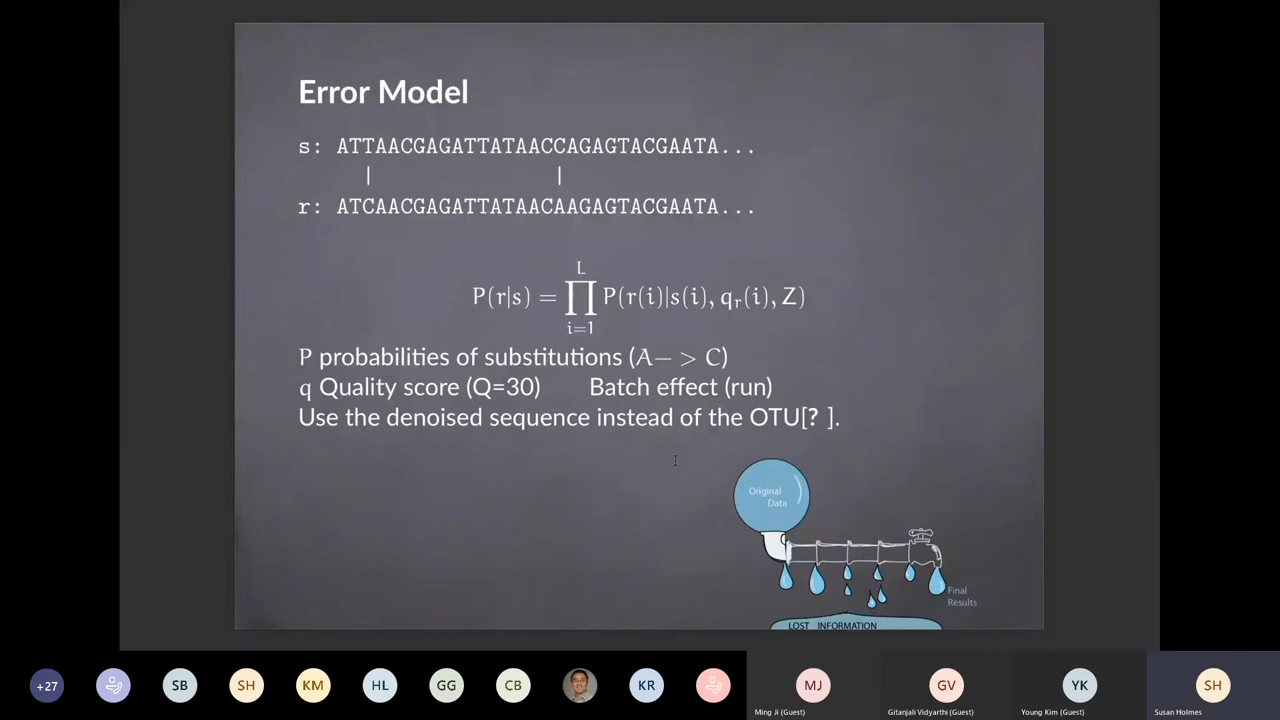 Error Model
s: ATTAACGAGATTATAACCAGAGTACGAATA...
| |
r: ATCAACGAGATTATAACAAGAGTACGAATA...
L
P(r|s) = ∏ P(r(i)|s(i), qr(i), Z)
i=1
P probabilities of substitutions (A− > C)
q Quality score (Q=30) Batch effect (run)
Use the denoised sequence instead of the OTU[? ].
Original
Data
Final
Results
LOST INFORMATION
+27 SB SH KM HL GG CB KR MJ GV YK SH
Ming Ji (Guest) Gitanjali Vidyarthi (Guest) Young Kim (Guest) Susan Holmes